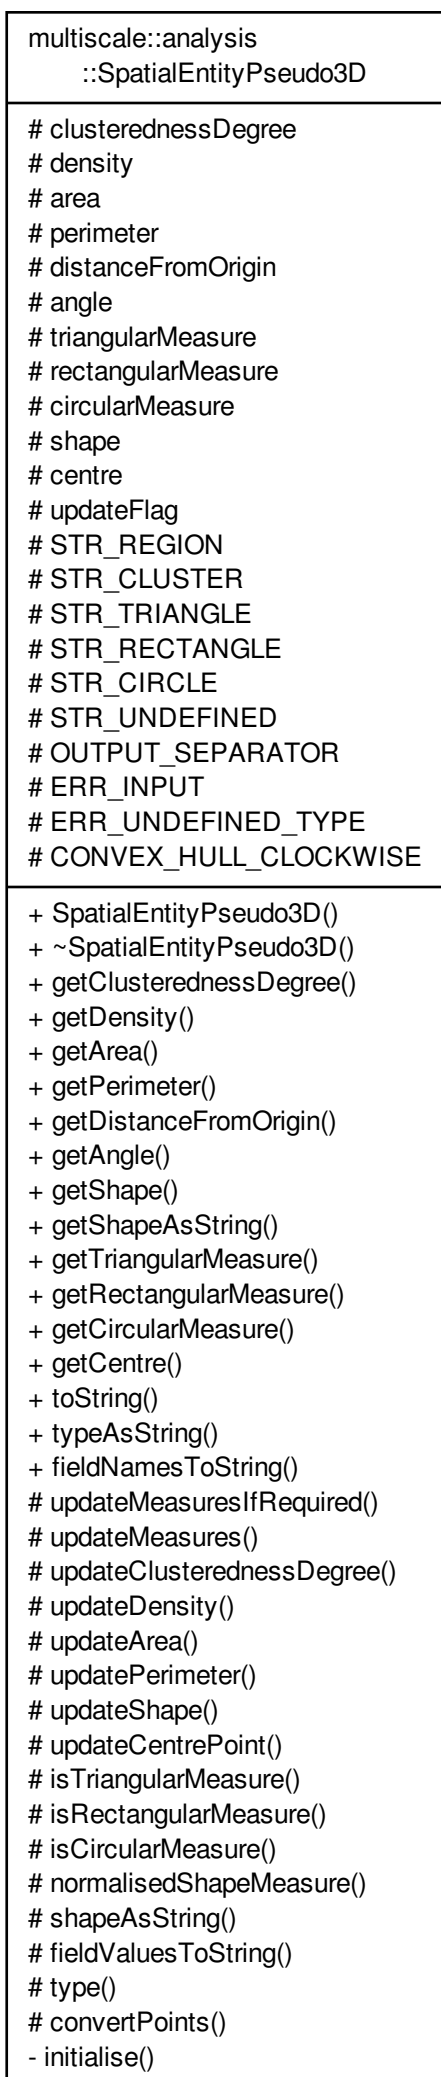 multiscale::analysis
::SpatialEntityPseudo3D
# clusterednessDegree
# density
# area
# perimeter
# distanceFromOrigin
# angle
# triangularMeasure
# rectangularMeasure
# circularMeasure
# shape
# centre
# updateFlag
# STR_REGION
# STR_CLUSTER
# STR_TRIANGLE
# STR_RECTANGLE
# STR_CIRCLE
# STR_UNDEFINED
# OUTPUT_SEPARATOR
# ERR_INPUT
# ERR_UNDEFINED_TYPE
# CONVEX_HULL_CLOCKWISE
+ SpatialEntityPseudo3D()
+ ~SpatialEntityPseudo3D()
+ getClusterednessDegree()
+ getDensity()
+ getArea()
+ getPerimeter()
+ getDistanceFromOrigin()
+ getAngle()
+ getShape()
+ getShapeAsString()
+ getTriangularMeasure()
+ getRectangularMeasure()
+ getCircularMeasure()
+ getCentre()
+ toString()
+ typeAsString()
+ fieldNamesToString()
# updateMeasuresIfRequired()
# updateMeasures()
# updateClusterednessDegree()
# updateDensity()
# updateArea()
# updatePerimeter()
# updateShape()
# updateCentrePoint()
# isTriangularMeasure()
# isRectangularMeasure()
# isCircularMeasure()
# normalisedShapeMeasure()
# shapeAsString()
# fieldValuesToString()
# type()
# convertPoints()
- initialise()